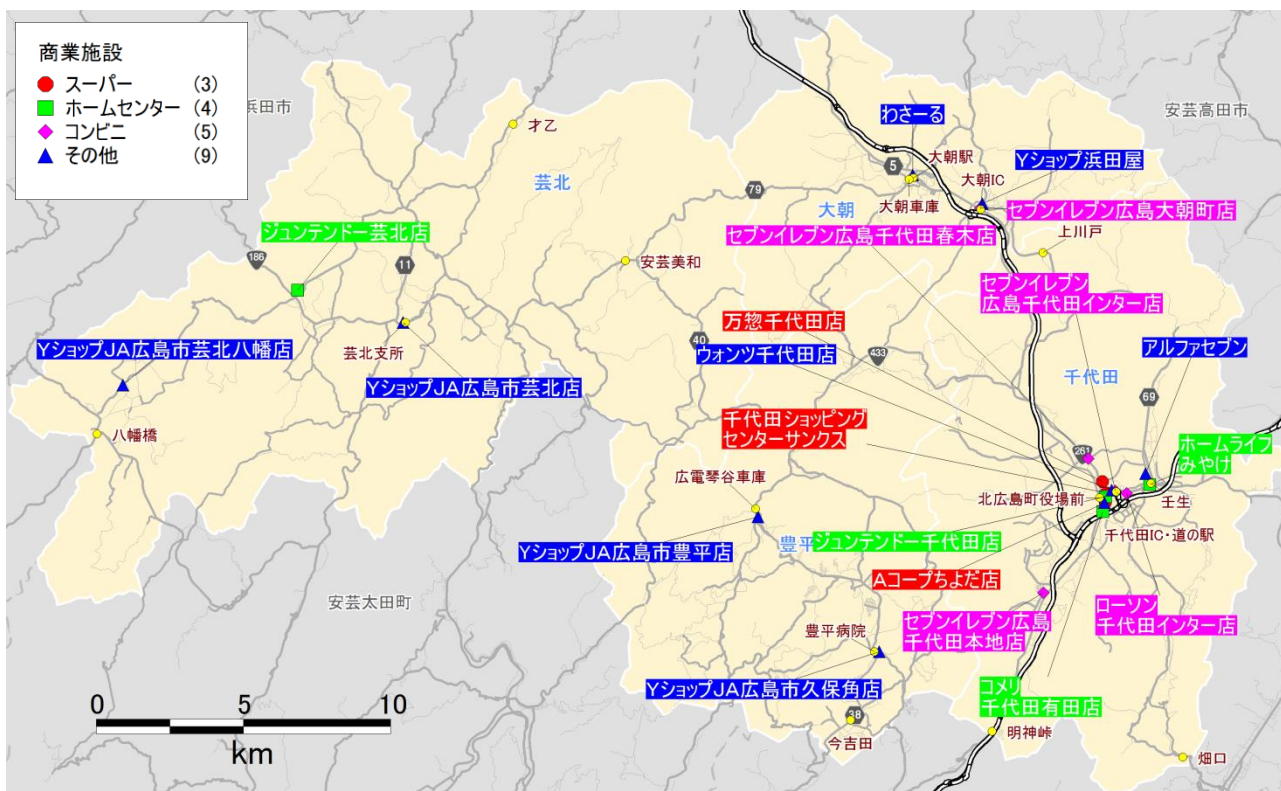 商業施設
スーパー (3)
ホームセンター (4)
コンビニ (5)
その他 (9)
浜田市
安芸高田市
才乙
わさーる
5
大朝駅
大朝IC
Yショップ浜田屋
芸北
79
大朝
大朝車庫
セブンイレブン広島大朝町店
ジュンテンドー芸北店
セブンイレブン広島千代田春木店
上川戸
186
11
安芸美和
セブンイレブン
広島千代田インター店
万惣千代田店
YショップJA広島市芸北八幡店
芸北支所
40
ウォンツ千代田店
433
アルファセブン
YショップJA広島市芸北店
千代田
69
千代田ショッピング
センターサンクス
八幡橋
261
ホームライフ
みやけ
広電琴谷車庫
北広島町役場前
壬生
千代田IC・道の駅
YショップJA広島市豊平店
豊平
ジュンテンドー千代田店
Aコープちよだ店
安芸太田町
豊平病院
セブンイレブン広島
千代田本地店
ローソン
千代田インター店
YショップJA広島市久保角店
コメリ
千代田有田店
0 5 10
km
38
今吉田
明神峠
畑口